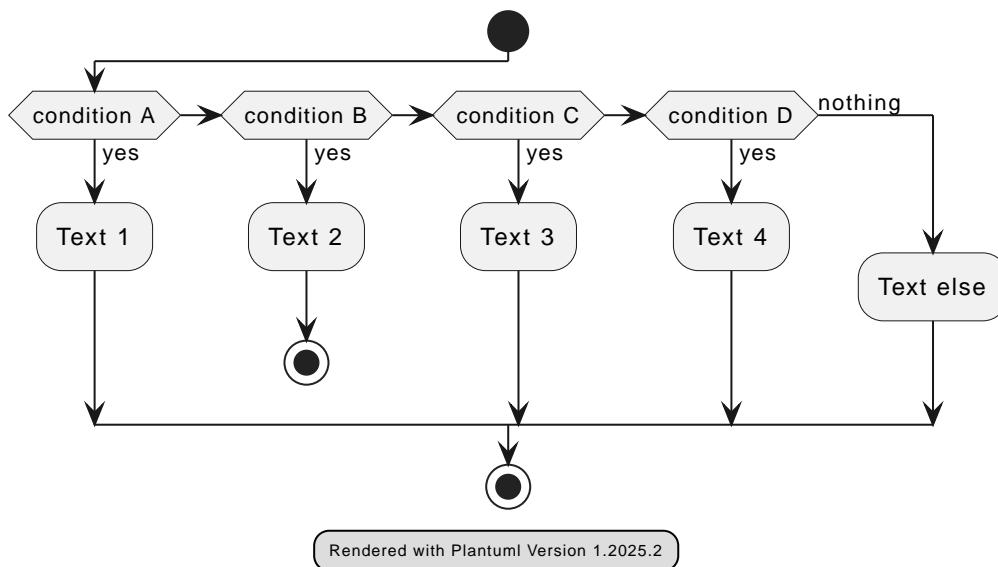 condition A
condition B
condition C
condition D
nothing
yes
yes
yes
yes
Text 1
Text 2
Text 3
Text 4
Text else
Rendered with Plantuml Version 1.2025.2